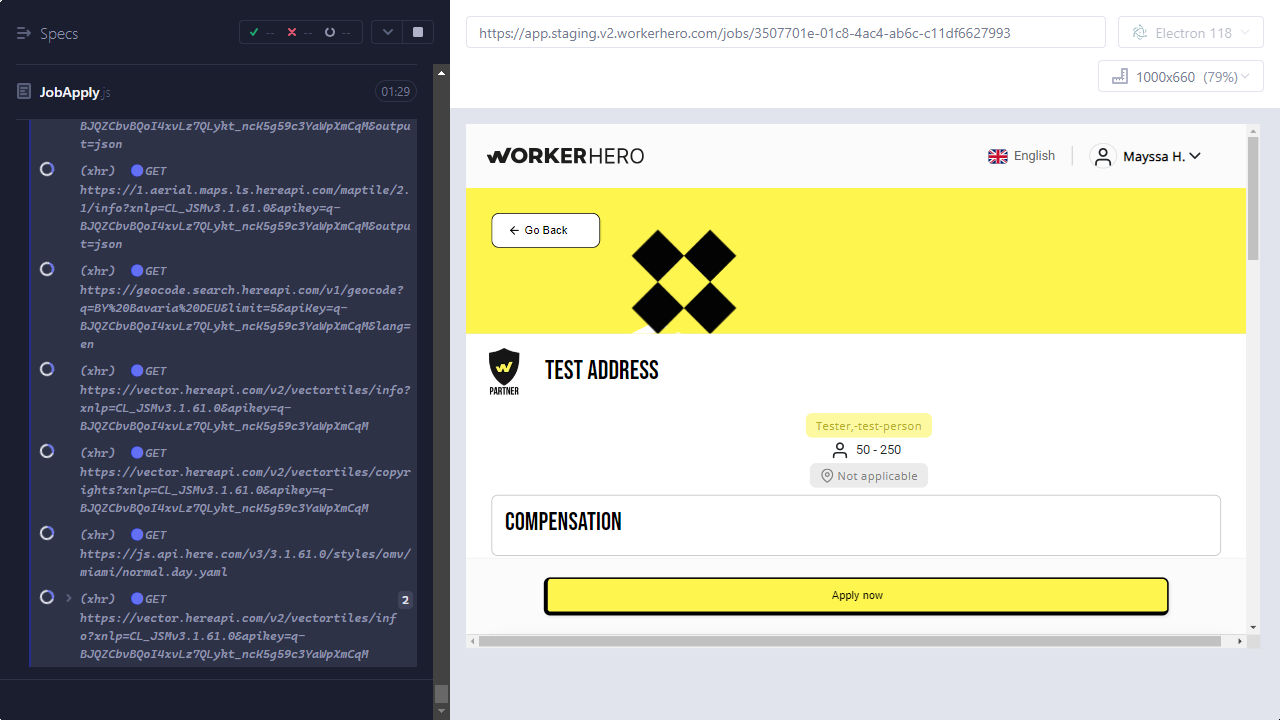 Specs
--
--
--
JobApply.js
01:29
BJQZCbvBQoI4xvLz7QLykt_ncK5g59c3YaWpXmCqM&outpu
t=json
(xhr) GET
https://1.aerial.maps.ls.hereapi.com/maptile/2.
1/info?xnlp=CL_JSMv3.1.61.0&apikey=q-
BJQZCbvBQoI4xvLz7QLykt_ncK5g59c3YaWpXmCqM&outpu
t=json
(xhr) GET
https://geocode.search.hereapi.com/v1/geocode?
q=BY%20Bavaria%20DEU&limit=5&apiKey=q-
BJQZCbvBQoI4xvLz7QLykt_ncK5g59c3YaWpXmCqM&lang=
en
(xhr) GET
https://vector.hereapi.com/v2/vectortiles/info?
xnlp=CL_JSMv3.1.61.0&apikey=q-
BJQZCbvBQoI4xvLz7QLykt_ncK5g59c3YaWpXmCqM
(xhr) GET
https://vector.hereapi.com/v2/vectortiles/copyr
ights?xnlp=CL_JSMv3.1.61.0&apikey=q-
BJQZCbvBQoI4xvLz7QLykt_ncK5g59c3YaWpXmCqM
(xhr) GET
https://js.api.here.com/v3/3.1.61.0/styles/omv/
miami/normal.day.yaml
(xhr) GET 2
https://vector.hereapi.com/v2/vectortiles/inf
o?xnlp=CL_JSMv3.1.61.0&apikey=q-
BJQZCbvBQoI4xvLz7QLykt_ncK5g59c3YaWpXmCqM
https://app.staging.v2.workerhero.com/jobs/3507701e-01c8-4ac4-ab6c-c11df6627993
Electron 118
1000x660 (79%)
WORKERHERO
English
Mayssa H.
Go Back
PARTNER
TEST ADDRESS
Tester,-test-person
50 - 250
Not applicable
COMPENSATION
Apply now